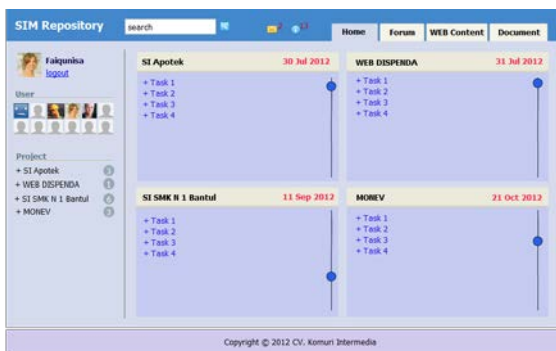 SIM Repository
search
Home
Forum
WEB Content
Document
Faiqunisa
logout
User
Project
+ SI Apotek
+ WEB DISPENDA
+ SI SMK N 1 Bantul
+ MONEV
SI Apotek 30 Jul 2012
+ Task 1
+ Task 2
+ Task 3
+ Task 4
WEB DISPENDA 31 Jul 2012
+ Task 1
+ Task 2
+ Task 3
+ Task 4
SI SMK N 1 Bantul 11 Sep 2012
+ Task 1
+ Task 2
+ Task 3
+ Task 4
MONEV 21 Oct 2012
+ Task 1
+ Task 2
+ Task 3
+ Task 4
Copyright © 2012 CV. Komuri Intermedia